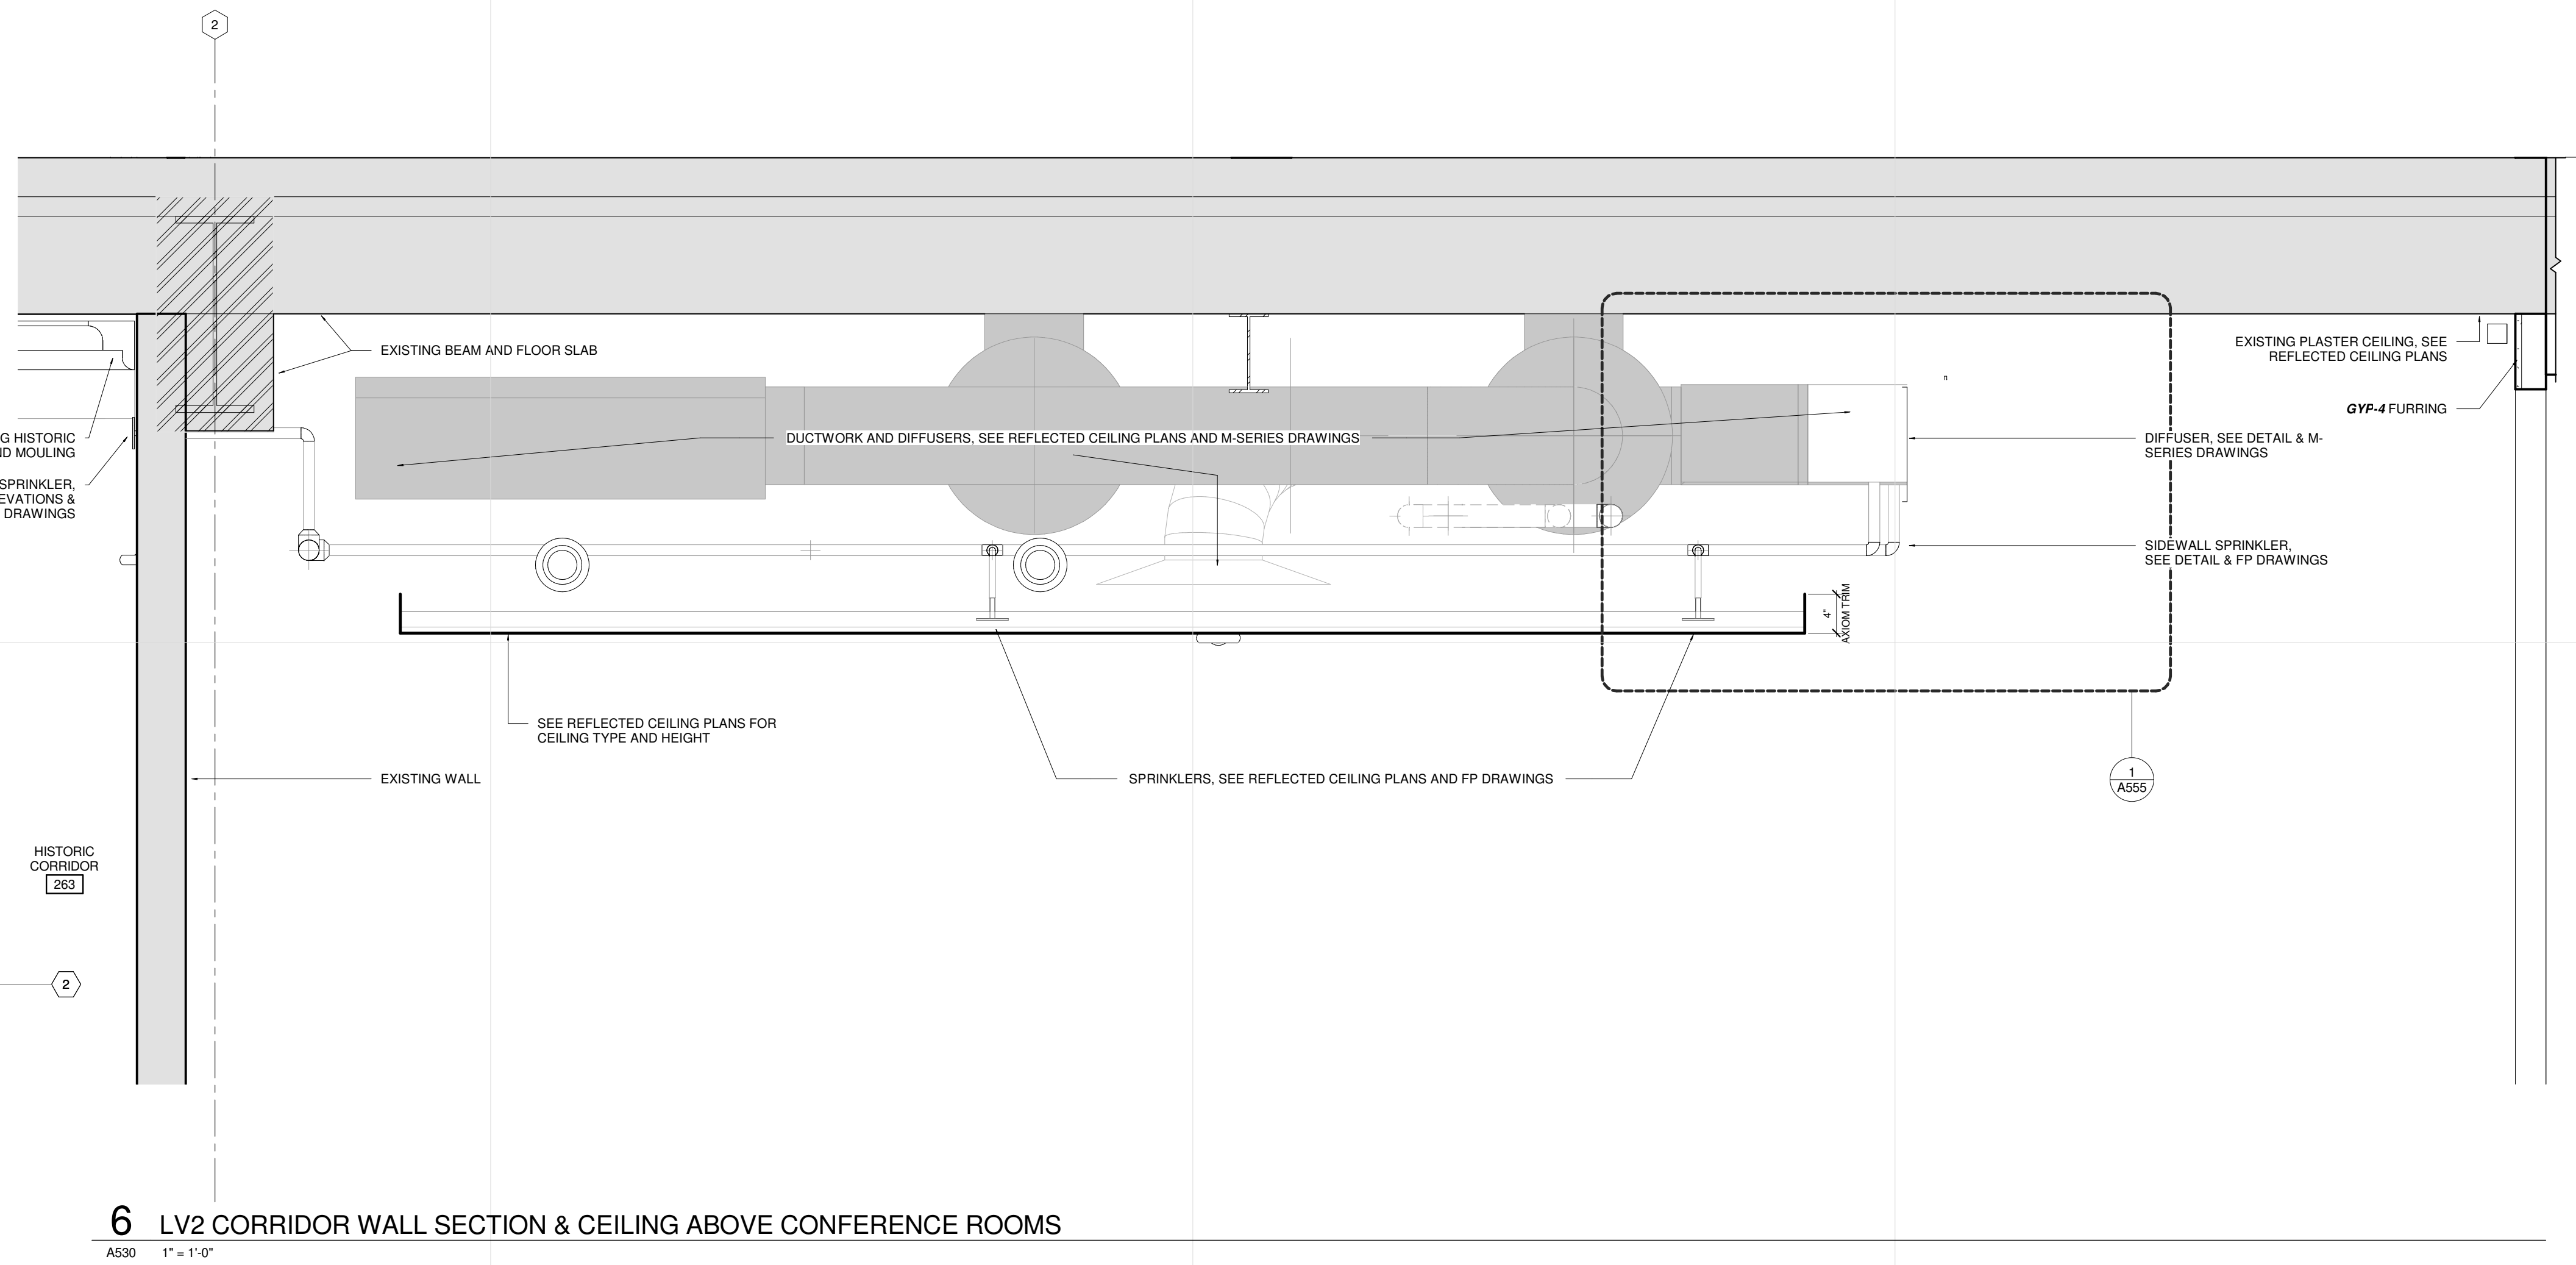 2
EXISTING BEAM AND FLOOR SLAB
EXISTING PLASTER CEILING, SEE
REFLECTED CEILING PLANS
GYP-4 FURRING
G HISTORIC
ND MOULING
DUCTWORK AND DIFFUSERS, SEE REFLECTED CEILING PLANS AND M-SERIES DRAWINGS
DIFFUSER, SEE DETAIL & M-
SERIES DRAWINGS
SPRINKLER,
EVATIONS &
DRAWINGS
SIDEWALL SPRINKLER,
SEE DETAIL & FP DRAWINGS
4"
AXIOM TRIM
SEE REFLECTED CEILING PLANS FOR
CEILING TYPE AND HEIGHT
EXISTING WALL
SPRINKLERS, SEE REFLECTED CEILING PLANS AND FP DRAWINGS
1
A555
HISTORIC
CORRIDOR
263
2
6 LV2 CORRIDOR WALL SECTION & CEILING ABOVE CONFERENCE ROOMS
A530 1" = 1'-0"